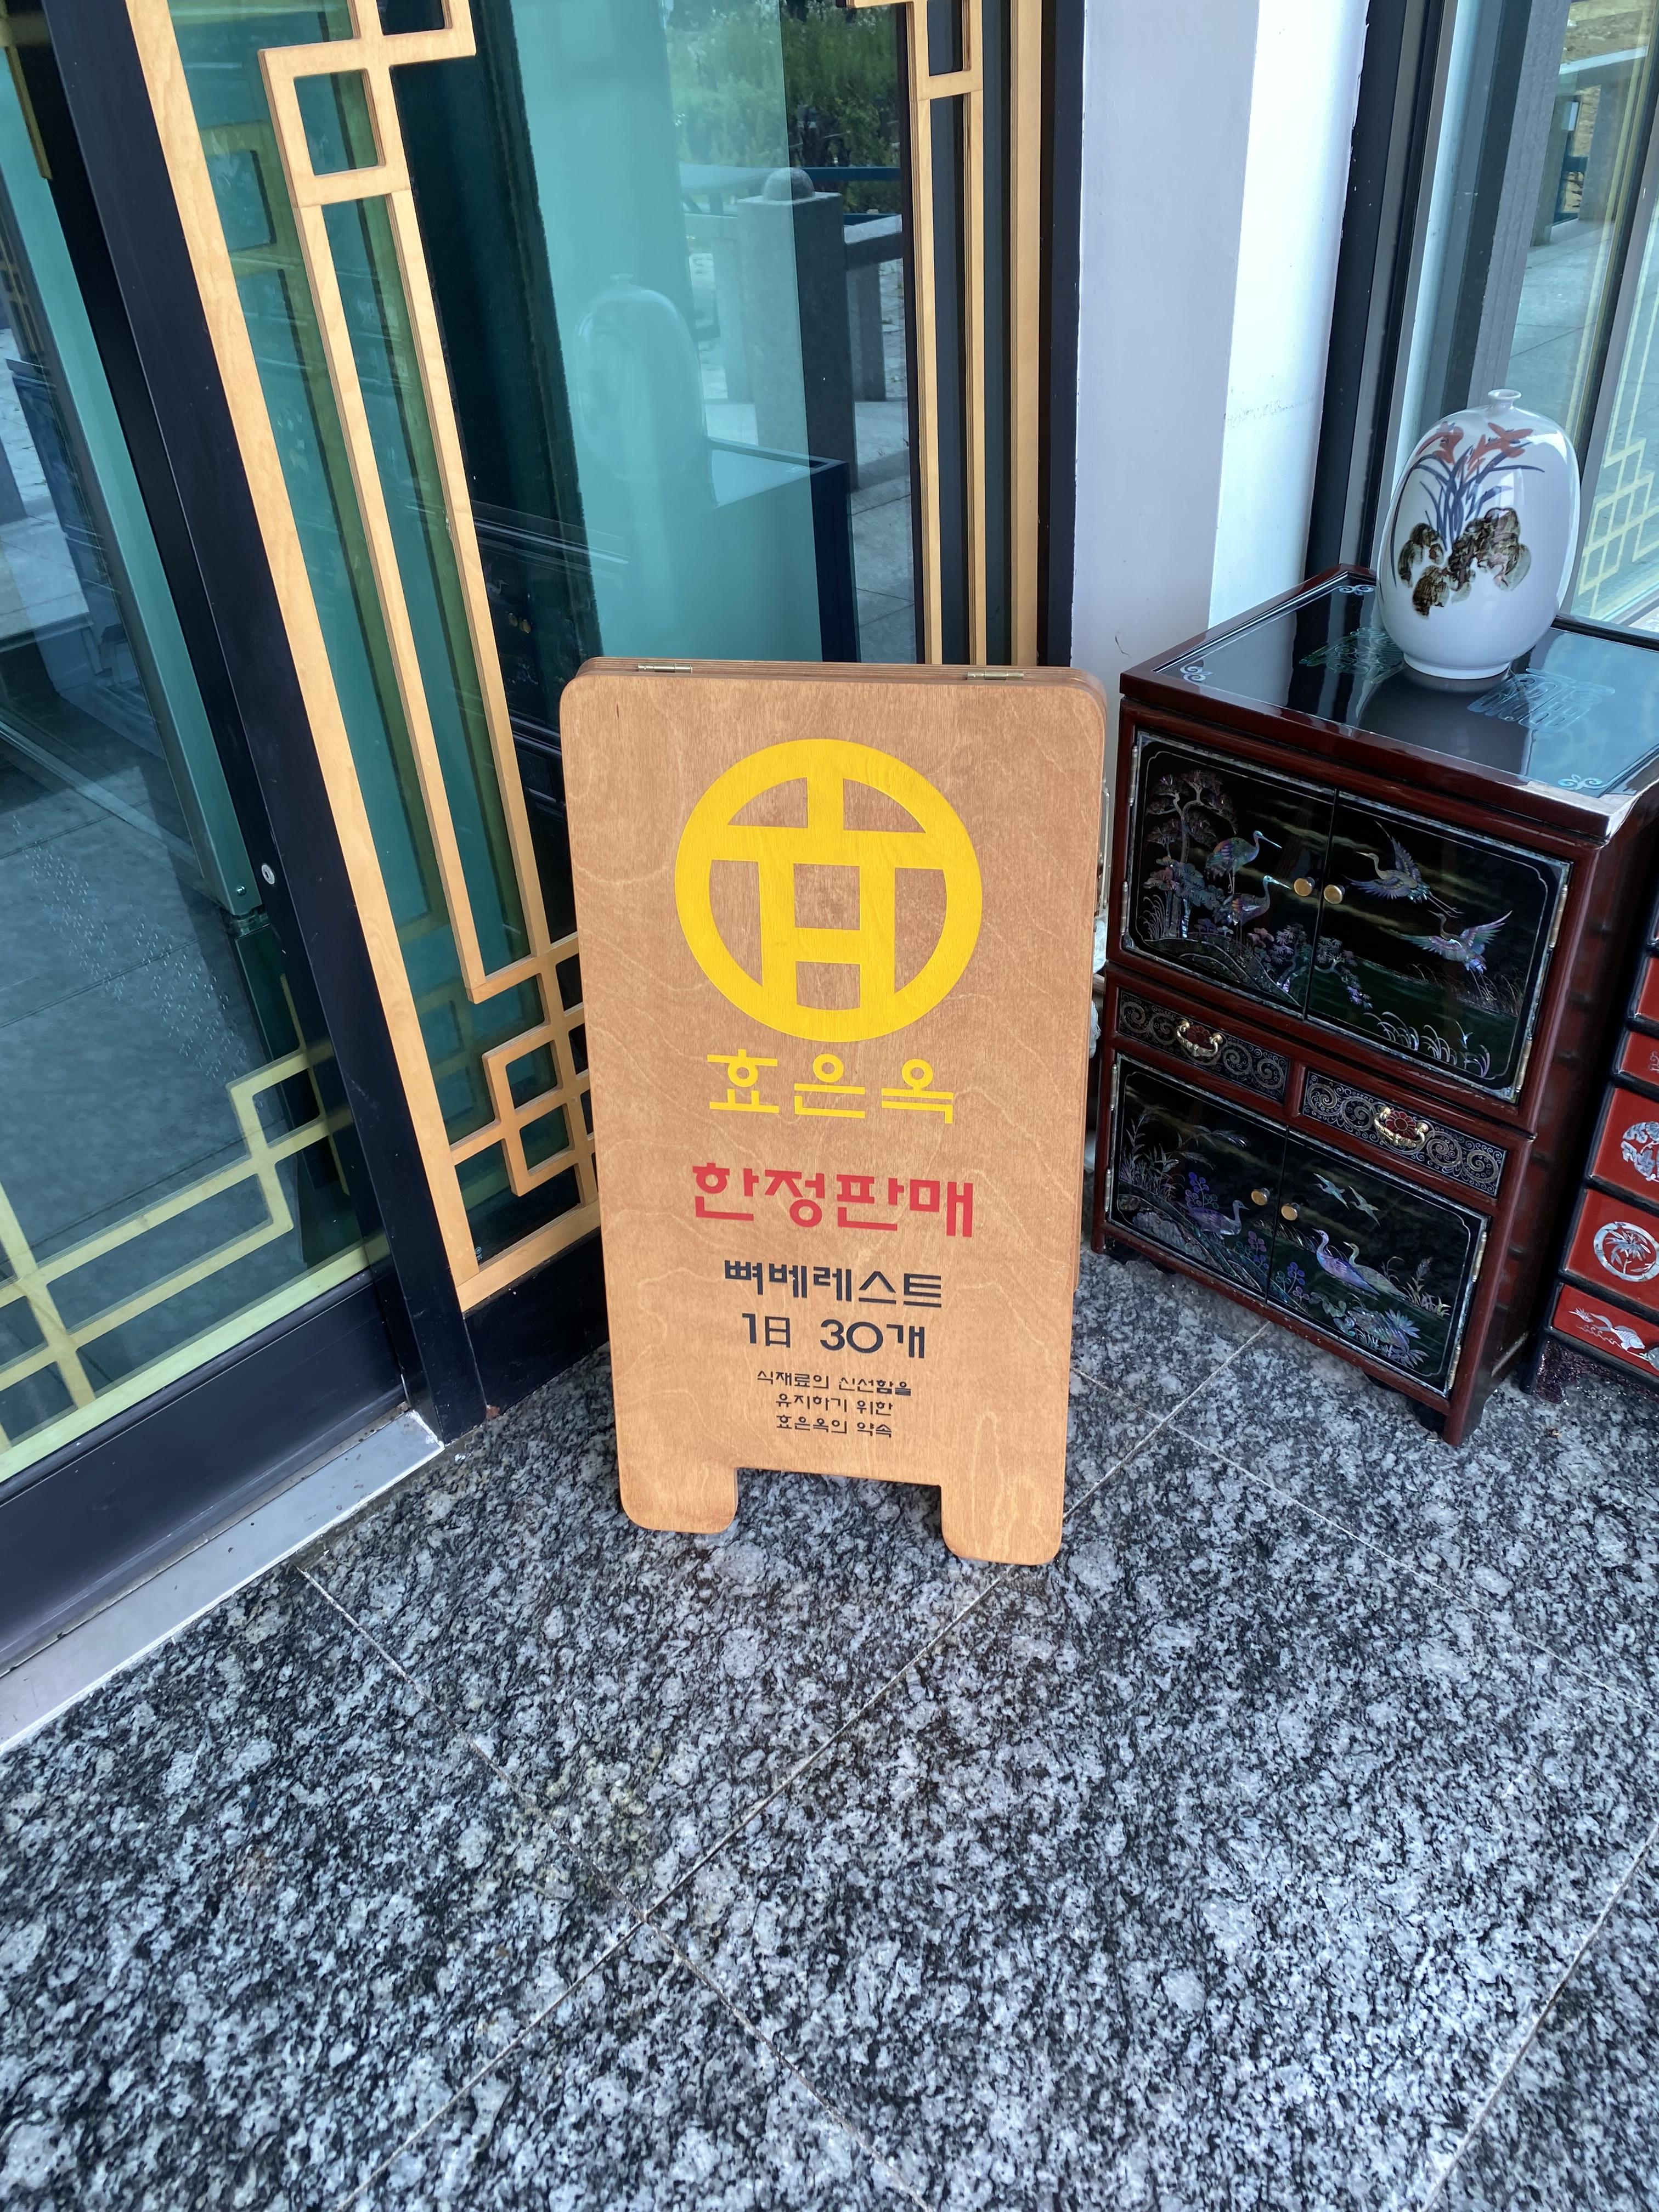 효은옥
한정판매
뼈베레스트
1日 30개
식재료의 신선함을
유지하기 위한
효은옥의 약속